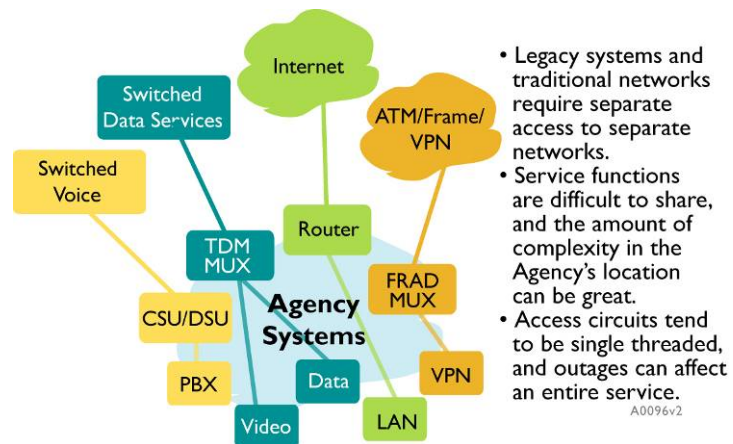 Internet
Switched
Data Services
ATM/Frame/
VPN
Switched
Voice
TDM
MUX
Router
FRAD
MUX
CSU/DSU
Agency
Systems
PBX
Data
VPN
Video
LAN
• Legacy systems and
traditional networks
require separate
access to separate
networks.
• Service functions
are difficult to share,
and the amount of
complexity in the
Agency's location
can be great.
• Access circuits tend
to be single threaded,
and outages can affect
an entire service.
A0096v2